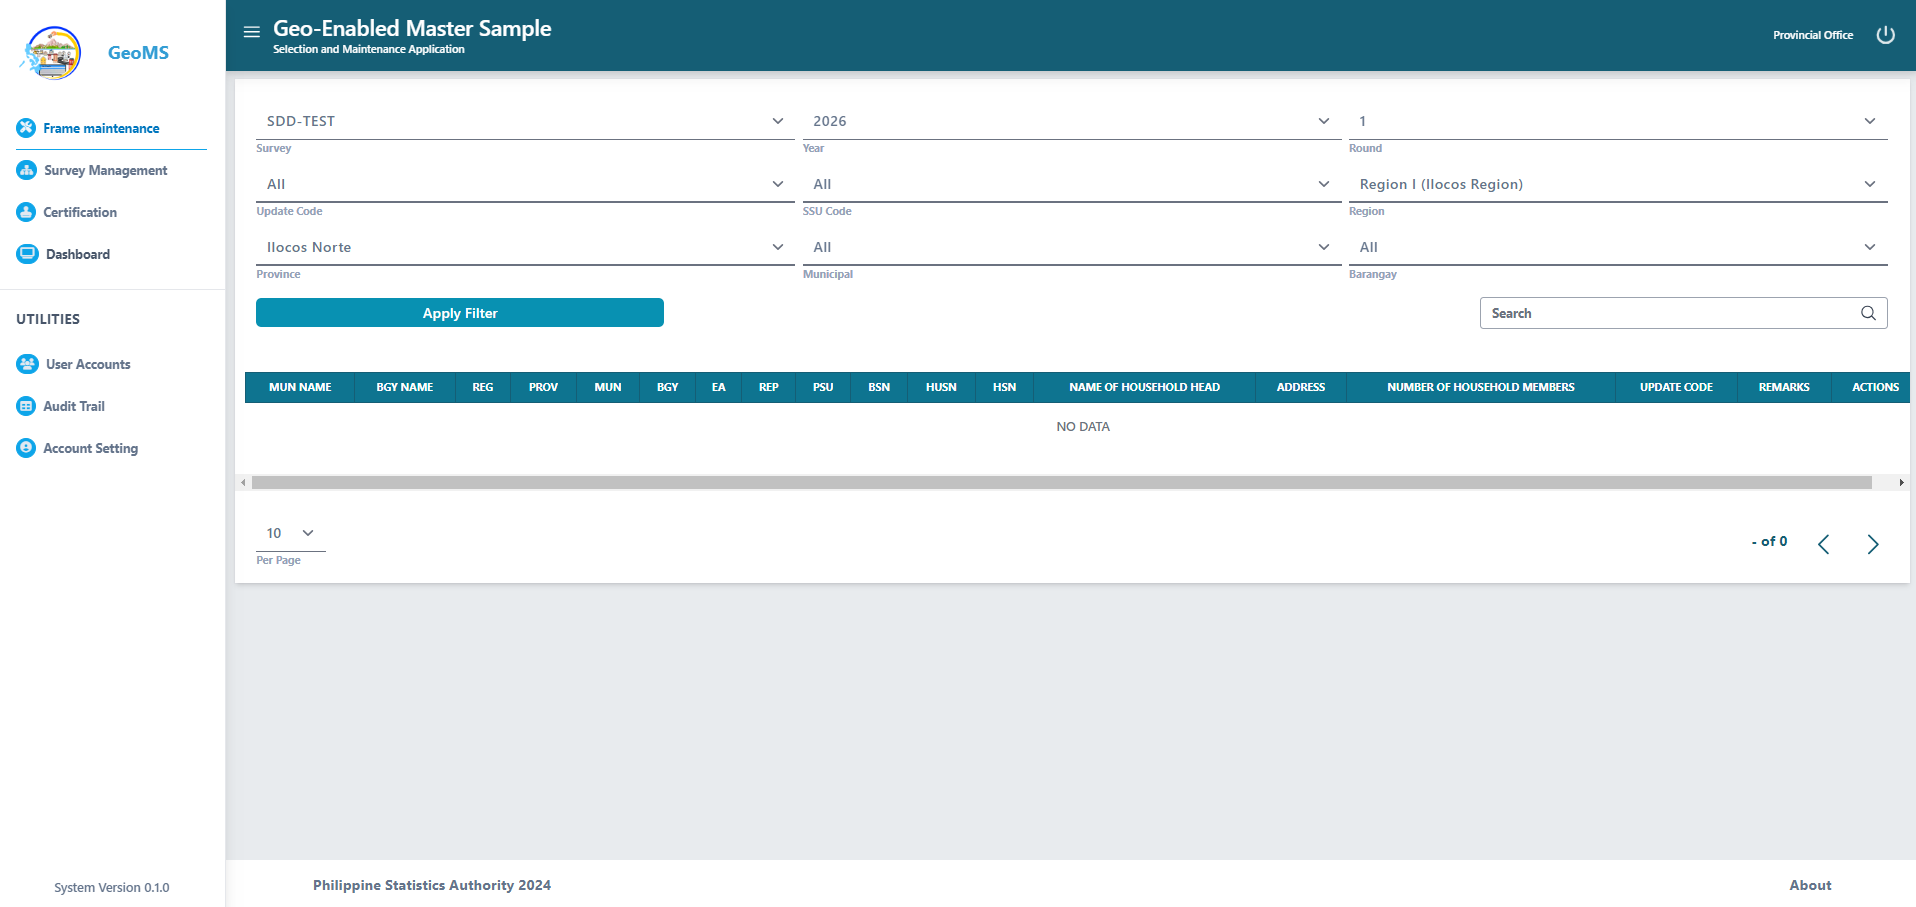 GeoMS
Frame maintenance
Survey Management
Certification
Dashboard
UTILITIES
User Accounts
Audit Trail
Account Setting
System Version 0.1.0
Geo-Enabled Master Sample
Selection and Maintenance Application
Provincial Office
SDD-TEST 2026 1
Survey Year Round
All All Region I (Ilocos Region)
Update Code SSU Code Region
Ilocos Norte All All
Province Municipal Barangay
Apply Filter Search
MUN NAME BGY NAME REG PROV MUN BGY EA REP PSU BSN HUSN HSN NAME OF HOUSEHOLD HEAD ADDRESS NUMBER OF HOUSEHOLD MEMBERS UPDATE CODE REMARKS ACTIONS
NO DATA
10 - of 0
Per Page
Philippine Statistics Authority 2024 About